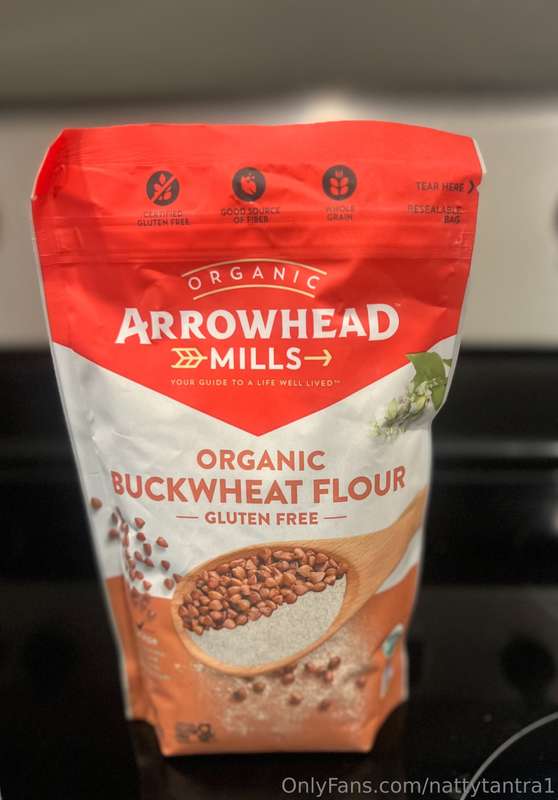 CERTIFIED
GLUTEN FREE
GOOD SOURCE
OF FIBER
WHOLE
GRAIN
TEAR HERE
RESEALABLE
BAG
ORGANIC
ARROWHEAD
MILLS
YOUR GUIDE TO A LIFE WELL LIVED™
ORGANIC
BUCKWHEAT FLOUR
GLUTEN FREE
OnlyFans.com/nattytantra1